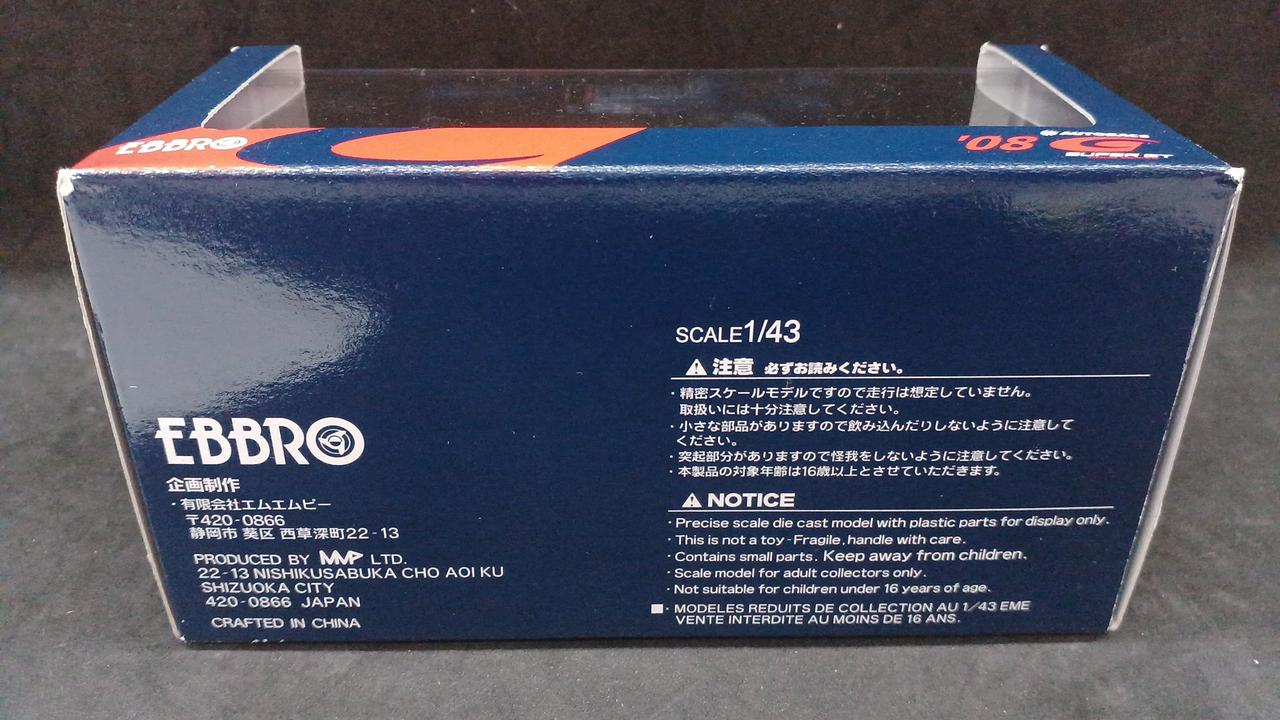 EBBRO
'08
AUTOBACS
SUPER GT
SCALE 1/43
注意 必ずお読みください。
・精密スケールモデルですので走行は想定していません。
取扱いには十分注意してください。
・小さな部品がありますので飲み込んだりしないように注意して
ください。
・突起部分がありますので怪我をしないように注意してください。
・本製品の対象年齢は16歳以上とさせていただきます。
NOTICE
・Precise scale die cast model with plastic parts for display only.
・This is not a toy - Fragile, handle with care.
・Contains small parts. Keep away from children.
・Scale model for adult collectors only.
・Not suitable for children under 16 years of age.
・MODELES REDUITS DE COLLECTION AU 1/43 EME
VENTE INTERDITE AU MOINS DE 16 ANS.
EBBRO
企画制作
・有限会社エムエムピー
〒420-0866
静岡市 葵区 西草深町22-13
PRODUCED BY MMP LTD.
22-13 NISHIKUSABUKA CHO AOI KU
SHIZUOKA CITY
420-0866 JAPAN
CRAFTED IN CHINA